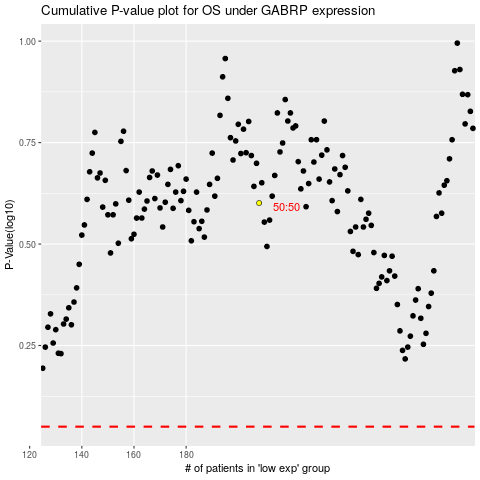 Cumulative P-value plot for OS under GABRP expression
P-Value(log10)
1.00
0.75
0.50
0.25
50:50
120 140 160 180
# of patients in 'low exp' group